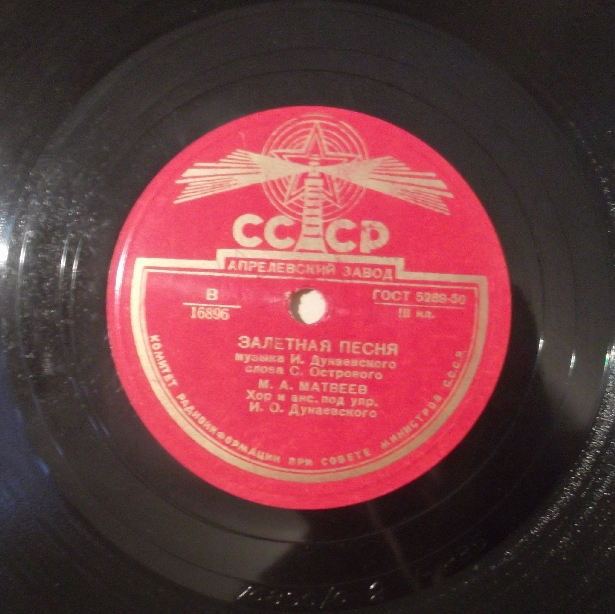 СССР
АПРЕЛЕВСКИЙ ЗАВОД
В
16896
ГОСТ 5289-50
III кл.
ЗАЛЕТНАЯ ПЕСНЯ
музыка И. Дунаевского
слова С. Острового
М. А. МАТВЕЕВ
Хор и анс. под упр.
И. О. Дунаевского
КОМИТЕТ РАДИОИНФОРМАЦИИ ПРИ СОВЕТЕ МИНИСТРОВ С.С.С.Р.